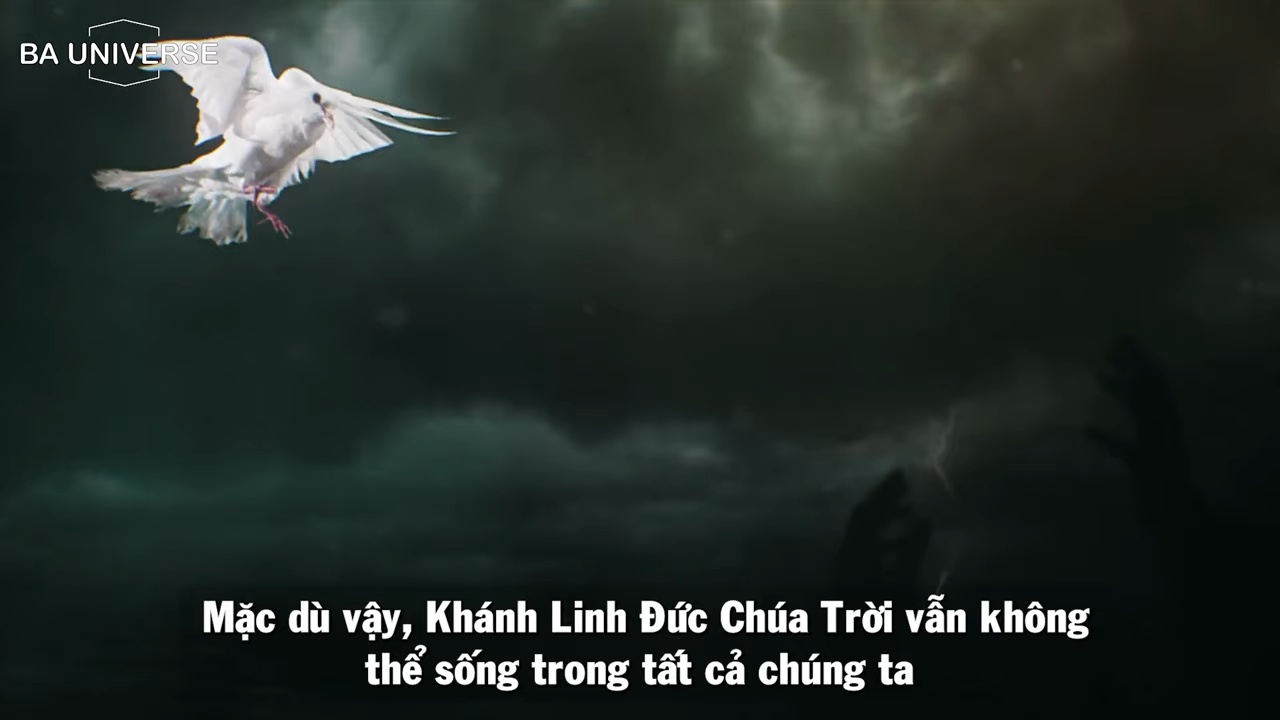 BA UNIVERSE
Mặc dù vậy, Khánh Linh Đức Chúa Trời vẫn không
thể sống trong tất cả chúng ta